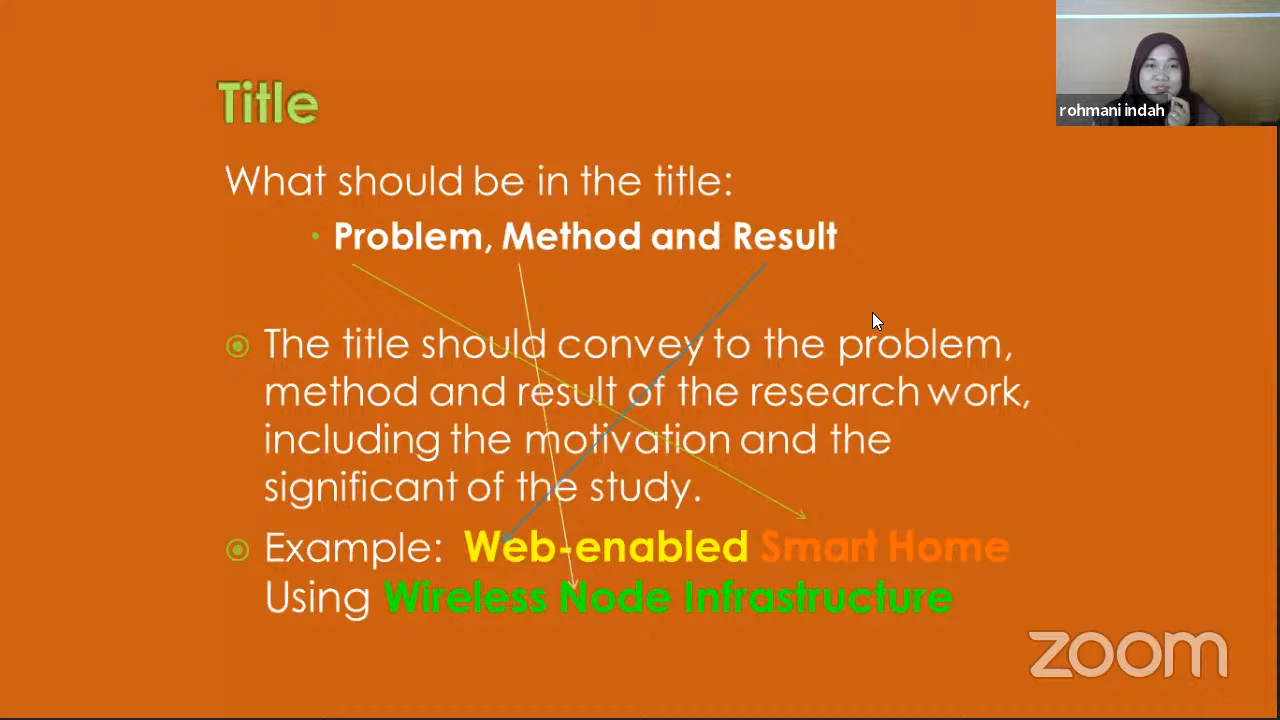 rohmani indah
Title
What should be in the title:
Problem, Method and Result
The title should convey to the problem,
method and result of the research work,
including the motivation and the
significant of the study.
Example: Web-enabled Smart Home
Using Wireless Node Infrastructure
zoom